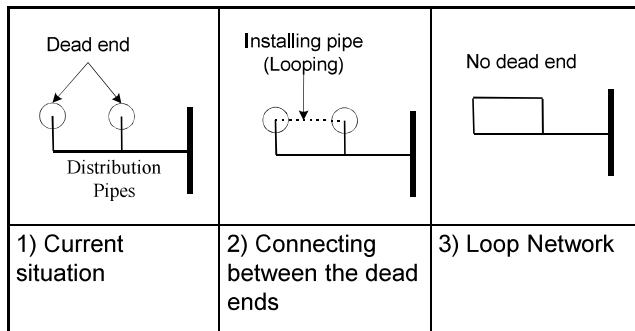 Dead end
Distribution
Pipes
Installing pipe
(Looping)
No dead end
1) Current
situation
2) Connecting
between the dead
ends
3) Loop Network